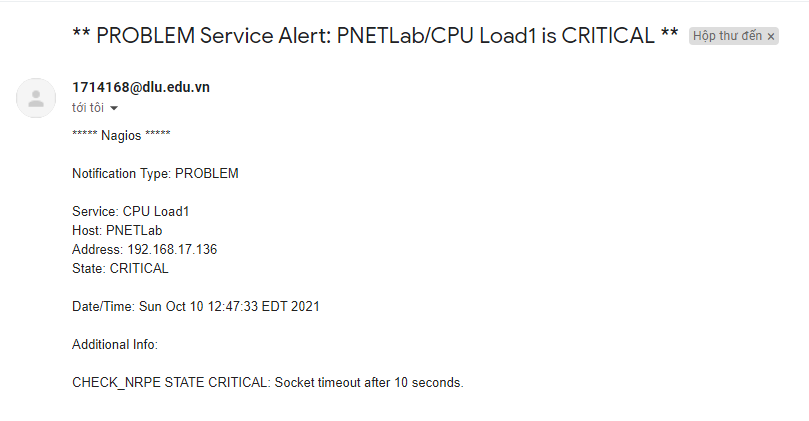 ** PROBLEM Service Alert: PNETLab/CPU Load1 is CRITICAL ** Hộp thư đến ×
1714168@dlu.edu.vn
tới tôi
***** Nagios *****
Notification Type: PROBLEM
Service: CPU Load1
Host: PNETLab
Address: 192.168.17.136
State: CRITICAL
Date/Time: Sun Oct 10 12:47:33 EDT 2021
Additional Info:
CHECK_NRPE STATE CRITICAL: Socket timeout after 10 seconds.